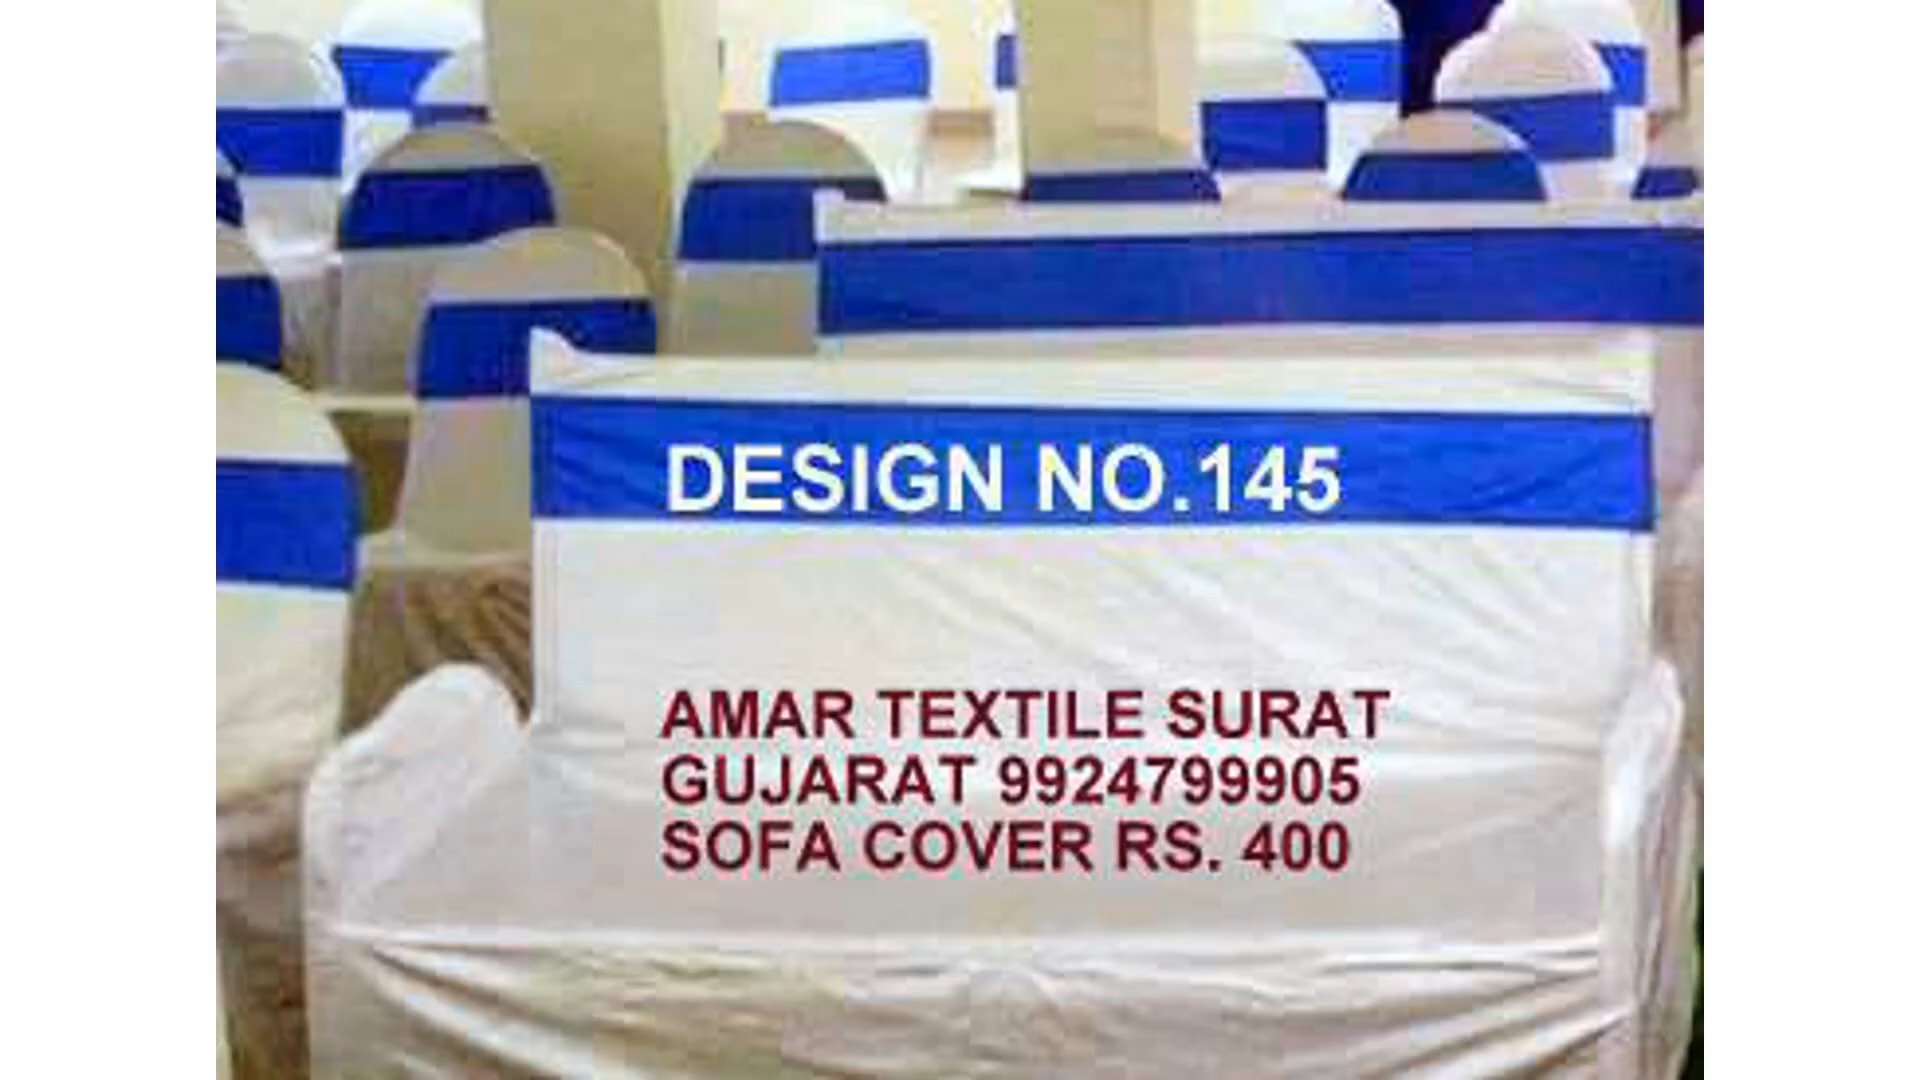 DESIGN NO.145
AMAR TEXTILE SURAT
GUJARAT 9924799905
SOFA COVER RS. 400